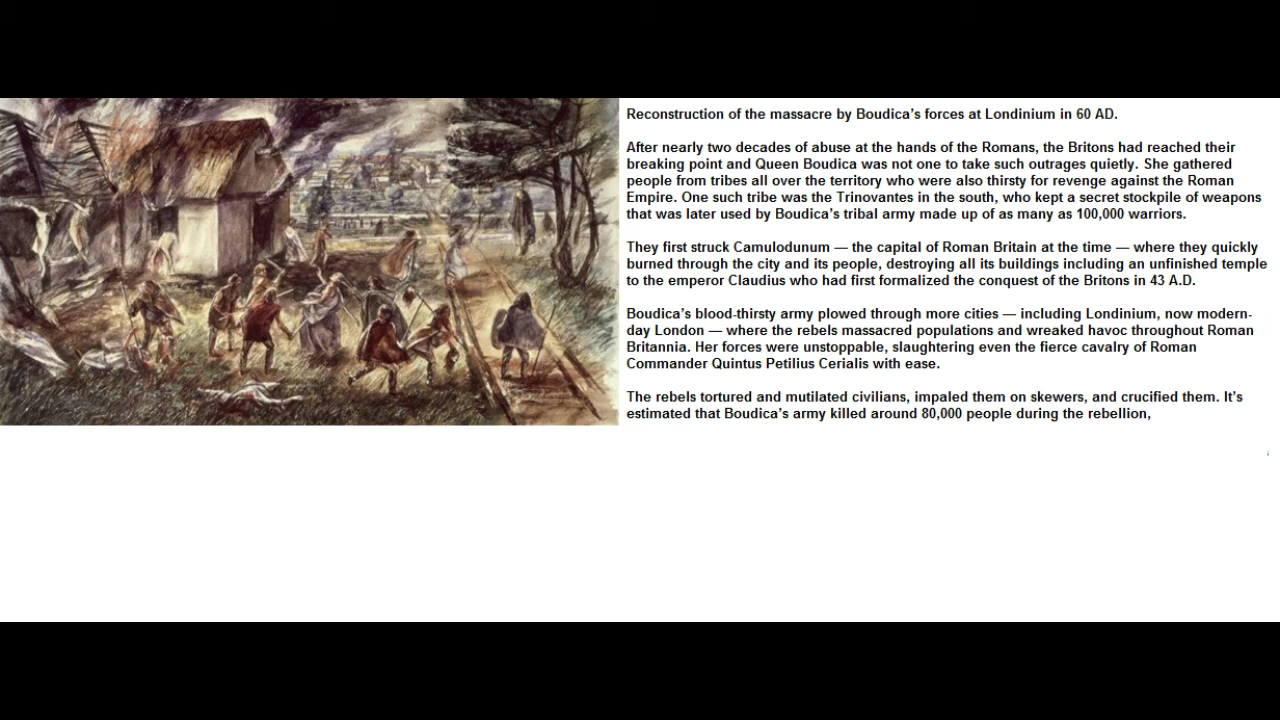 Reconstruction of the massacre by Boudica’s forces at Londinium in 60 AD.
After nearly two decades of abuse at the hands of the Romans, the Britons had reached their
breaking point and Queen Boudica was not one to take such outrages quietly. She gathered
people from tribes all over the territory who were also thirsty for revenge against the Roman
Empire. One such tribe was the Trinovantes in the south, who kept a secret stockpile of weapons
that was later used by Boudica’s tribal army made up of as many as 100,000 warriors.
They first struck Camulodunum — the capital of Roman Britain at the time — where they quickly
burned through the city and its people, destroying all its buildings including an unfinished temple
to the emperor Claudius who had first formalized the conquest of the Britons in 43 A.D.
Boudica’s blood-thirsty army plowed through more cities — including Londinium, now modern-
day London — where the rebels massacred populations and wreaked havoc throughout Roman
Britannia. Her forces were unstoppable, slaughtering even the fierce cavalry of Roman
Commander Quintus Petilius Cerialis with ease.
The rebels tortured and mutilated civilians, impaled them on skewers, and crucified them. It’s
estimated that Boudica’s army killed around 80,000 people during the rebellion,